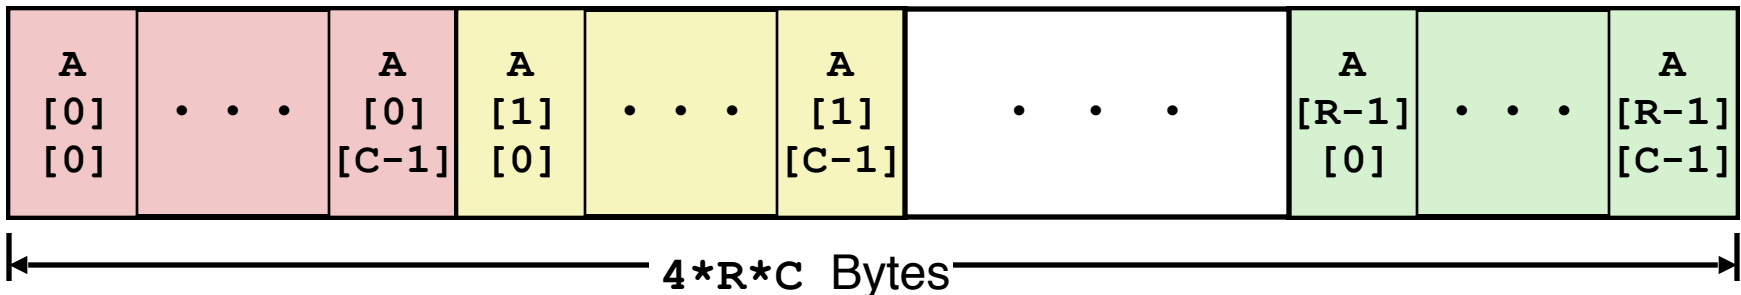 A [0] [0]
· · ·
A [0] [C-1]
A [1] [0]
· · ·
A [1] [C-1]
· · ·
A [R-1] [0]
· · ·
A [R-1] [C-1]
4*R*C Bytes